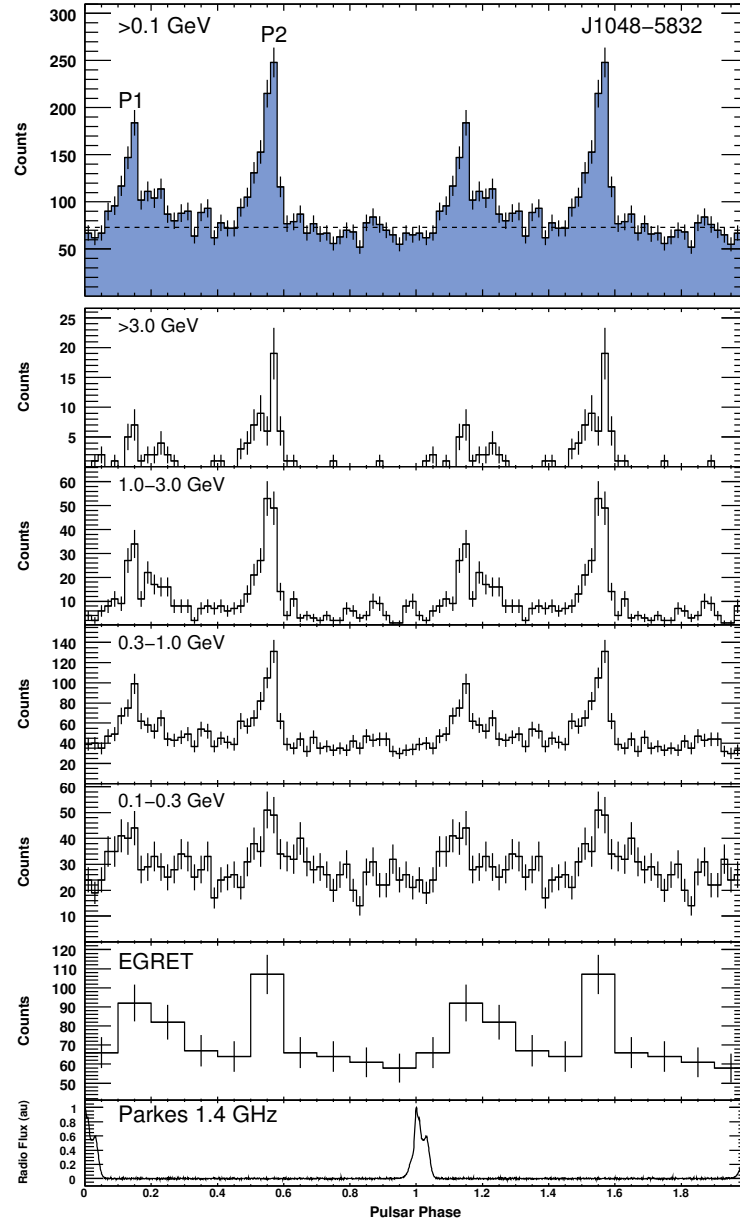 >0.1 GeV
P2
J1048−5832
P1
Counts
300
250
200
150
100
50
>3.0 GeV
Counts
25
20
15
10
5
1.0−3.0 GeV
Counts
60
50
40
30
20
10
0.3−1.0 GeV
Counts
140
120
100
80
60
40
20
0.1−0.3 GeV
Counts
60
50
40
30
20
10
EGRET
Counts
120
110
100
90
80
70
60
50
Parkes 1.4 GHz
Radio Flux (au)
1
0.8
0.6
0.4
0.2
0
0 0.2 0.4 0.6 0.8 1 1.2 1.4 1.6 1.8
Pulsar Phase